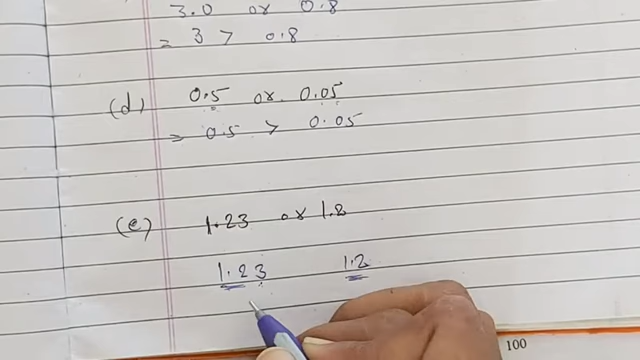 3.0 or 0.8
= 3 > 0.8
(d) 0.5 or 0.05
= 0.5 > 0.05
(e) 1.23 or 1.2
1.23 1.2
100